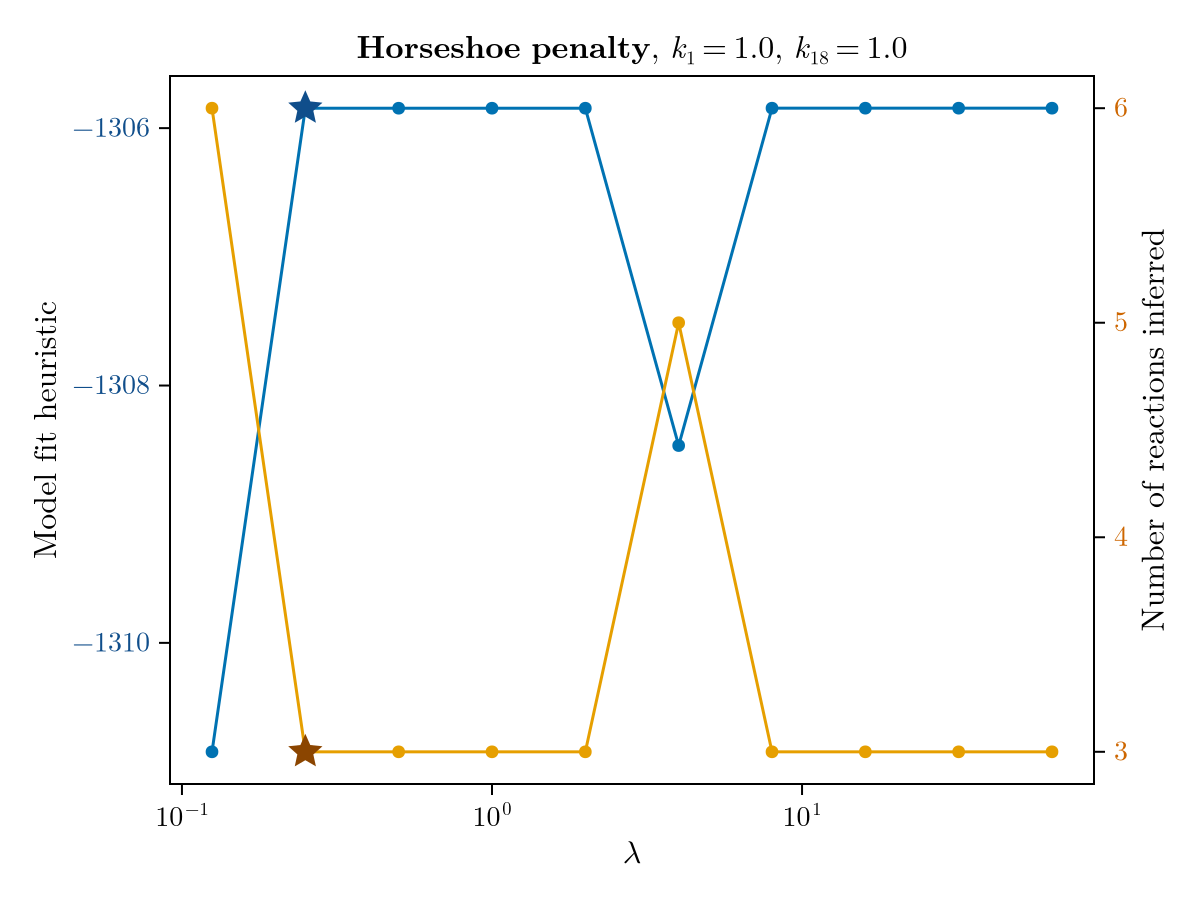 Horseshoe penalty, k₁ = 1.0, k₁₈ = 1.0
Model fit heuristic
−1306
−1308
−1310
6
5
4
3
Number of reactions inferred
10⁻¹
10⁰
10¹
λ